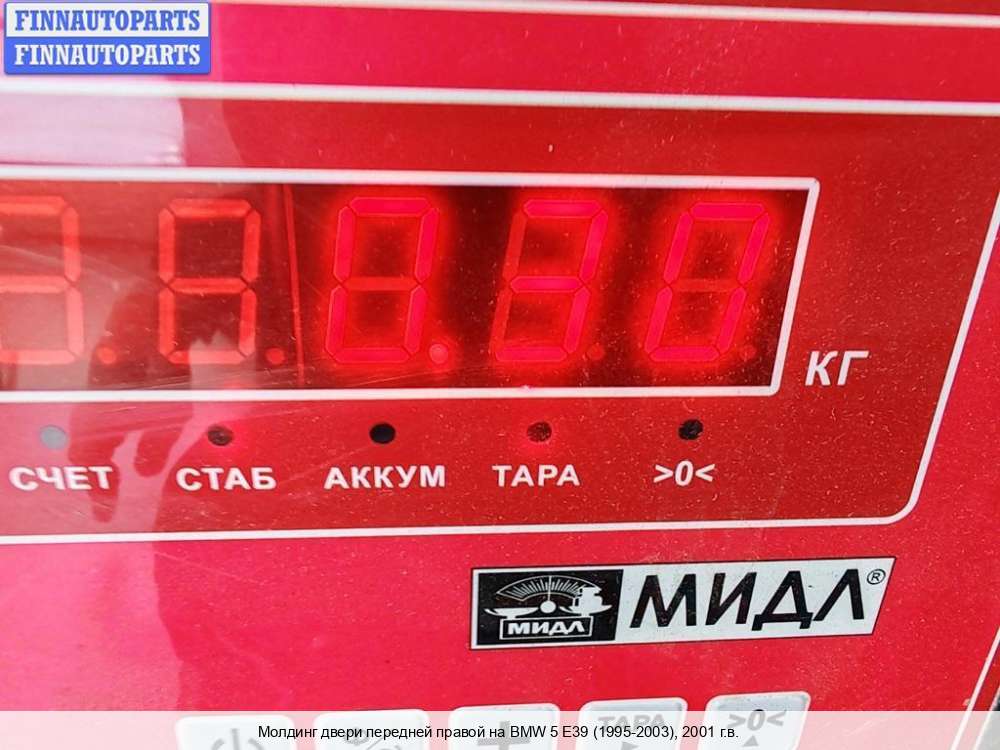 FINNAUTOPARTS
FINNAUTOPARTS
0.30
КГ
СЧЕТ СТАБ АККУМ ТАРА >0<
МИДЛ МИДЛ®
ТАРА >0<
Молдинг двери передней правой на BMW 5 E39 (1995-2003), 2001 г.в.